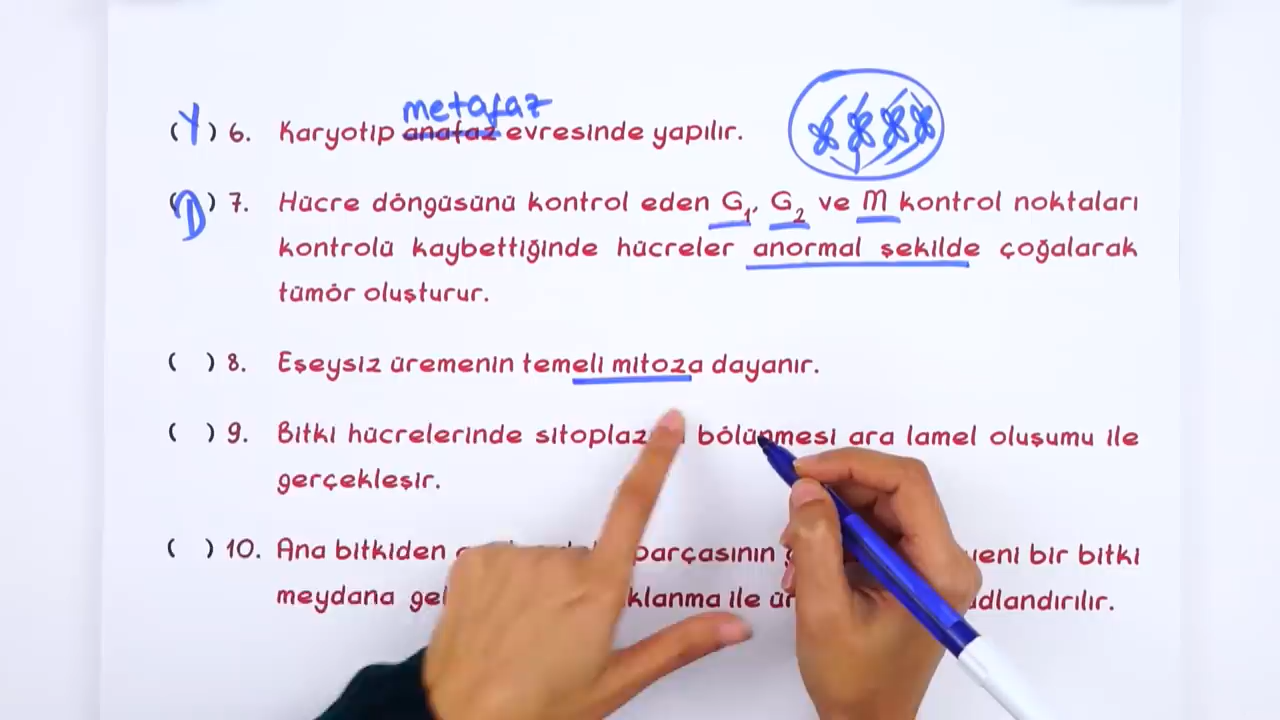 metafaz
(Y) 6. Karyotip anafaz evresinde yapılır.
(D) 7. Hücre döngüsünü kontrol eden G₁, G₂ ve M kontrol noktaları
kontrolü kaybettiğinde hücreler anormal şekilde çoğalarak
tümör oluşturur.
( ) 8. Eşeysiz üremenin temeli mitoza dayanır.
( ) 9. Bitki hücrelerinde bölünmesi ara lamel oluşumu ile
gerçekleşir.
( ) 10. Ana bitkiden parçasının yeni bir bitki
meydana ile